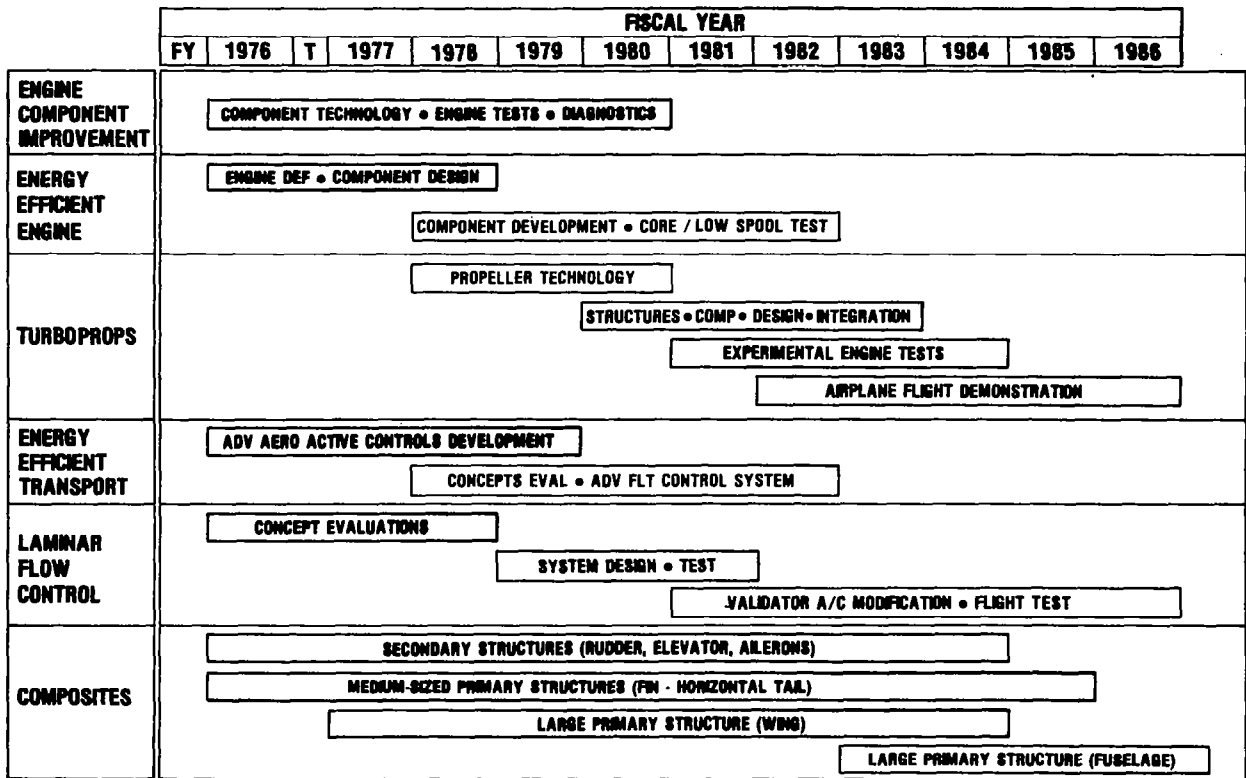 FISCAL YEAR
FY 1976 T 1977 1978 1979 1980 1981 1982 1983 1984 1985 1986
ENGINE
COMPONENT
IMPROVEMENT
COMPONENT TECHNOLOGY • ENGINE TESTS • DIAGNOSTICS
ENERGY
EFFICIENT
ENGINE
ENGINE DEF • COMPONENT DESIGN
COMPONENT DEVELOPMENT • CORE / LOW SPOOL TEST
TURBOPROPS
PROPELLER TECHNOLOGY
STRUCTURES • COMP • DESIGN • INTEGRATION
EXPERIMENTAL ENGINE TESTS
AIRPLANE FLIGHT DEMONSTRATION
ENERGY
EFFICIENT
TRANSPORT
ADV AERO ACTIVE CONTROLS DEVELOPMENT
CONCEPTS EVAL • ADV FLT CONTROL SYSTEM
LAMINAR
FLOW
CONTROL
CONCEPT EVALUATIONS
SYSTEM DESIGN • TEST
VALIDATOR A/C MODIFICATION • FLIGHT TEST
COMPOSITES
SECONDARY STRUCTURES (RUDDER, ELEVATOR, AILERONS)
MEDIUM-SIZED PRIMARY STRUCTURES (FIN - HORIZONTAL TAIL)
LARGE PRIMARY STRUCTURE (WING)
LARGE PRIMARY STRUCTURE (FUSELAGE)